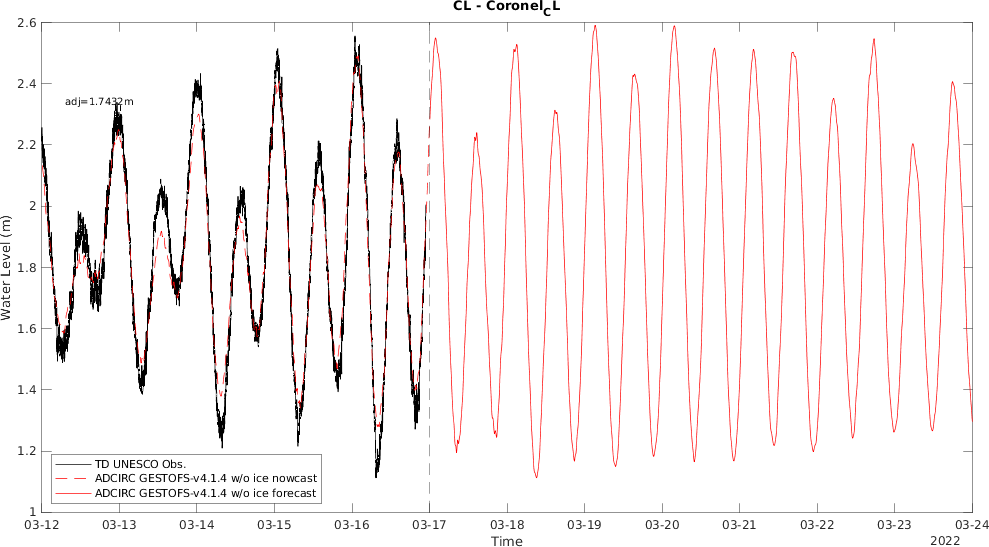 CL - Coronel_CL
2.6
2.4
2.2
2
1.8
1.6
1.4
1.2
1
Water Level (m)
adj=1.7432m
TD UNESCO Obs.
ADCIRC GESTOFS-v4.1.4 w/o ice nowcast
ADCIRC GESTOFS-v4.1.4 w/o ice forecast
03-12 03-13 03-14 03-15 03-16 03-17 03-18 03-19 03-20 03-21 03-22 03-23 03-24
Time
2022